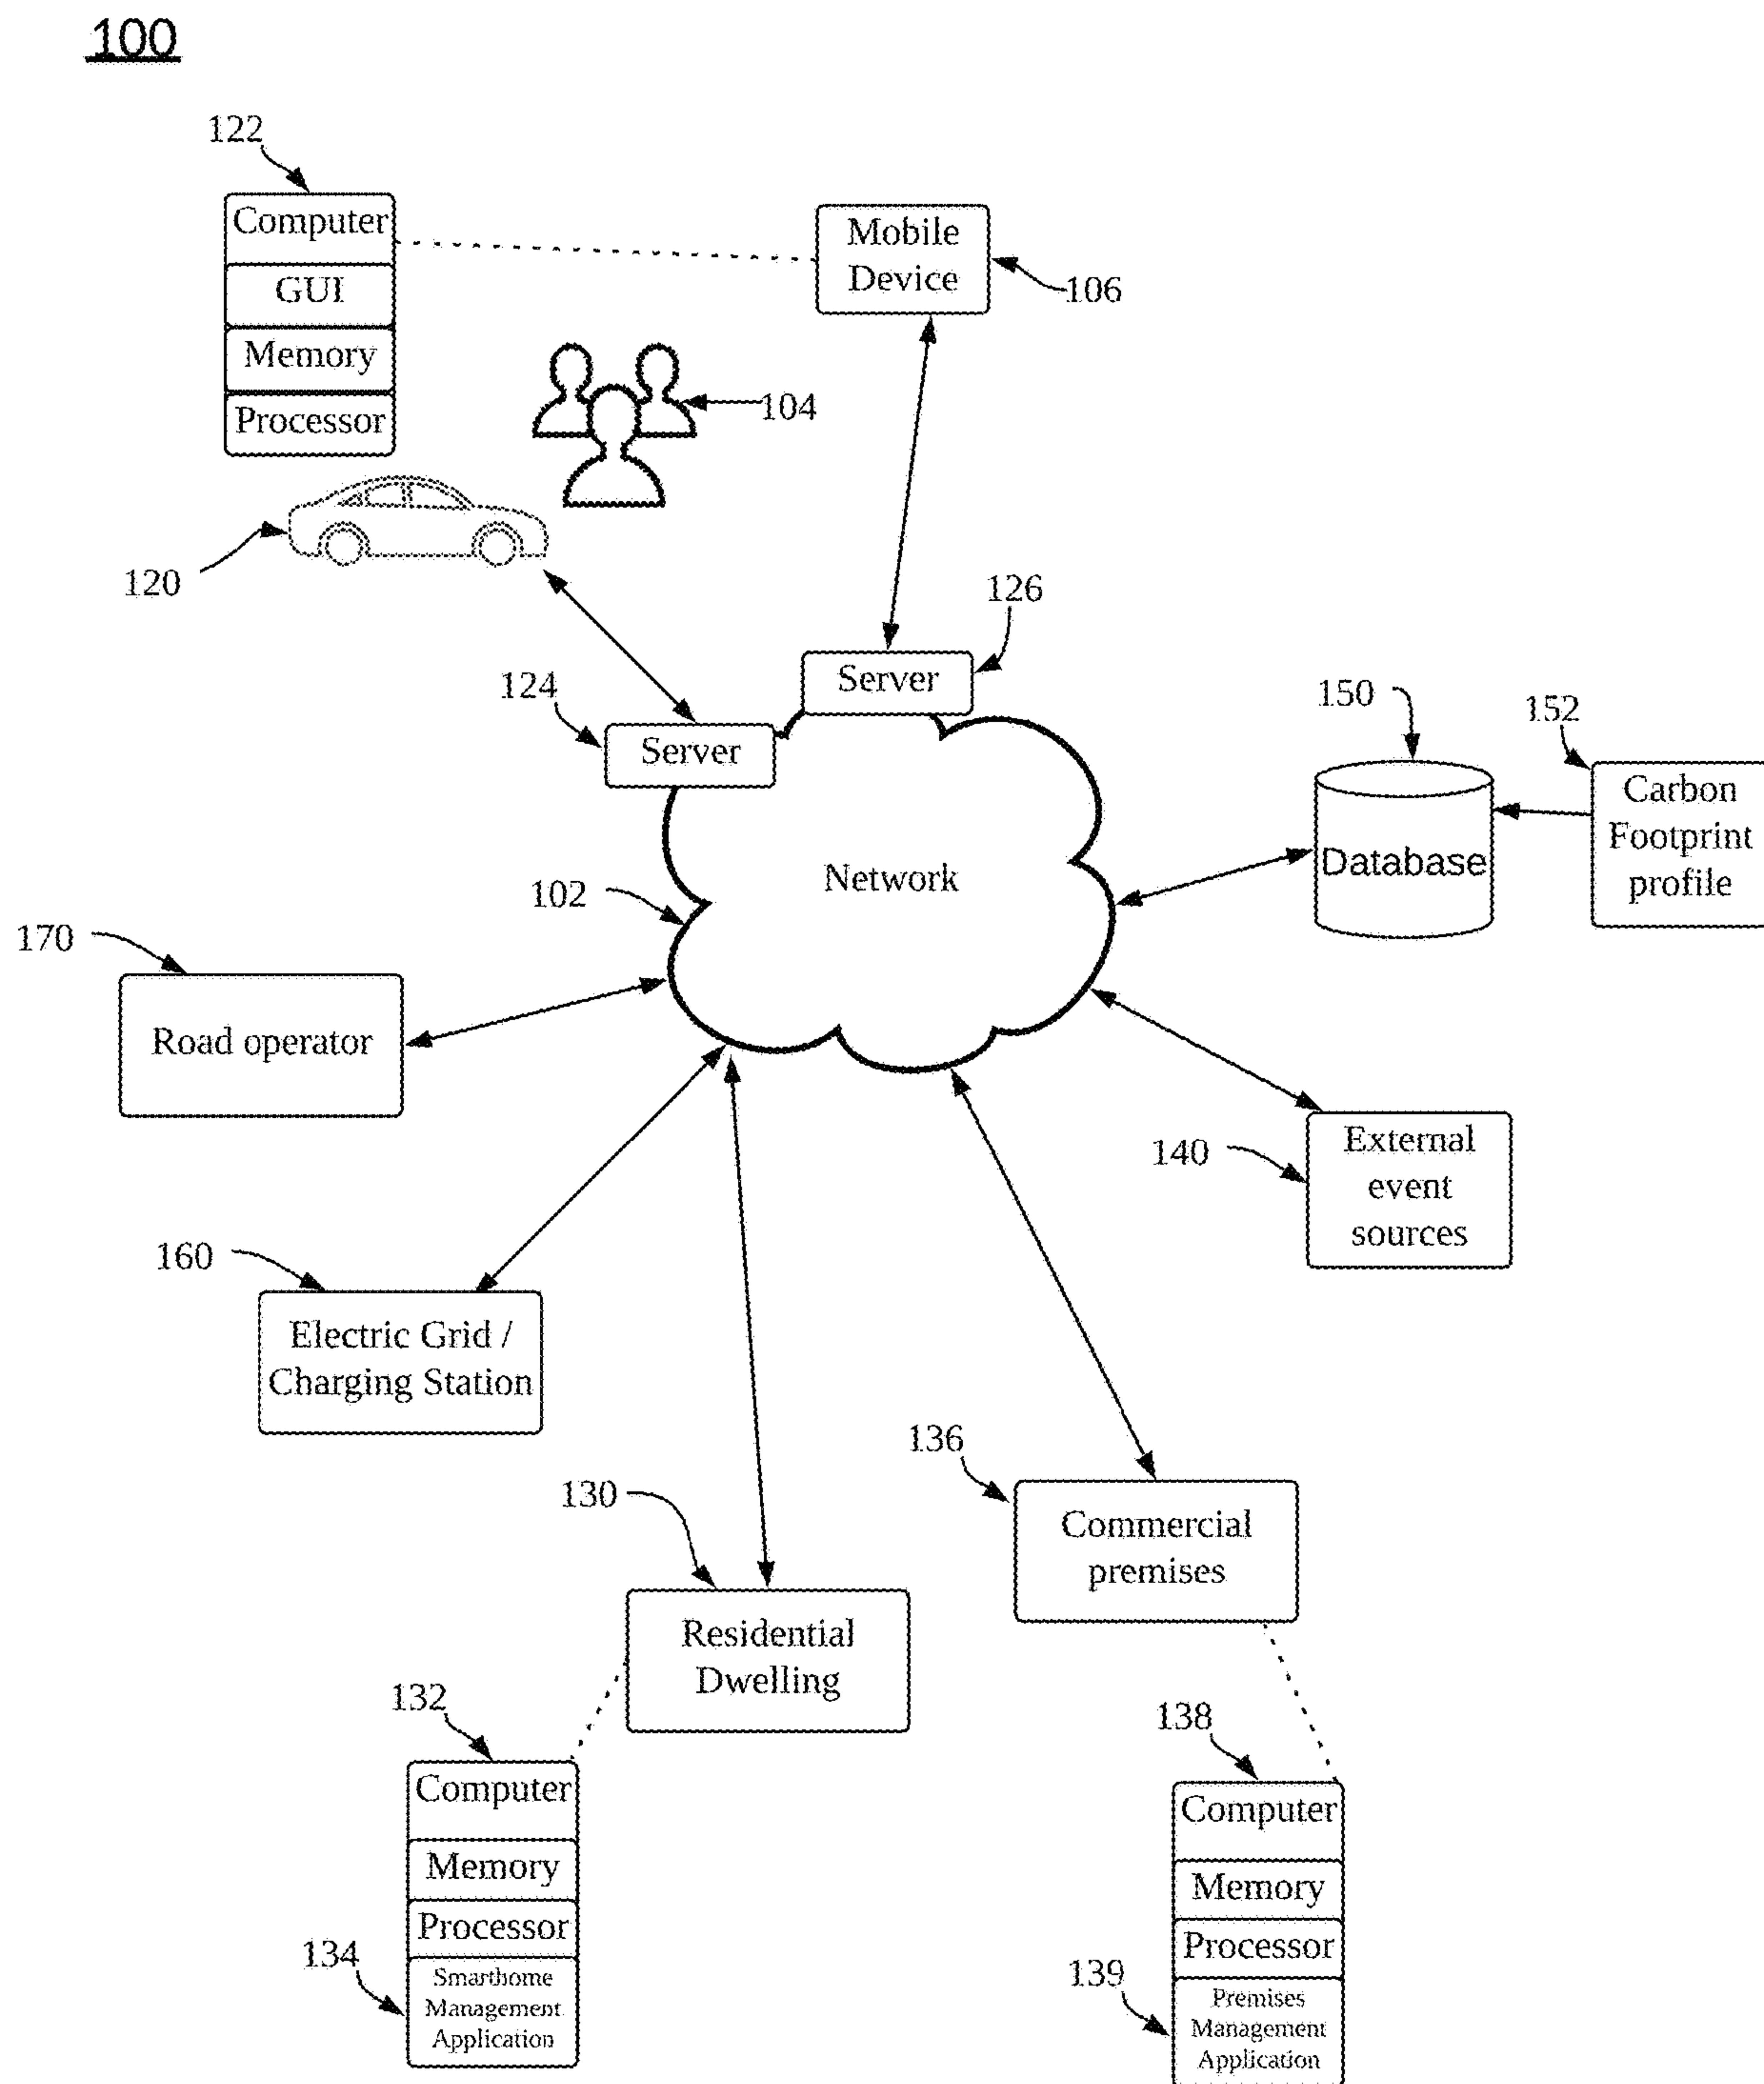 100
122
Computer
GUI
Memory
Processor
Mobile
Device
106
104
120
126
Server
124
Server
150
152
Carbon
Footprint
profile
Database
Network
102
170
Road operator
140
External
event
sources
160
Electric Grid /
Charging Station
136
Commercial
premises
130
Residential
Dwelling
132
Computer
Memory
Processor
134
Smarthome
Management
Application
138
Computer
Memory
Processor
139
Premises
Management
Application